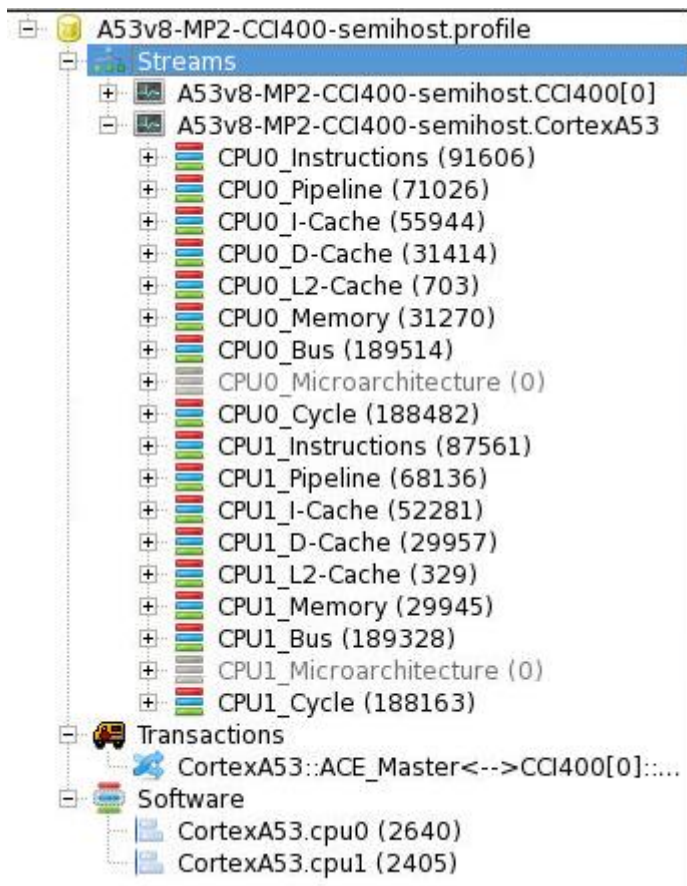 A53v8-MP2-CCI400-semihost.profile
Streams
A53v8-MP2-CCI400-semihost.CCI400[0]
A53v8-MP2-CCI400-semihost.CortexA53
CPU0_Instructions (91606)
CPU0_Pipeline (71026)
CPU0_I-Cache (55944)
CPU0_D-Cache (31414)
CPU0_L2-Cache (703)
CPU0_Memory (31270)
CPU0_Bus (189514)
CPU0_Microarchitecture (0)
CPU0_Cycle (188482)
CPU1_Instructions (87561)
CPU1_Pipeline (68136)
CPU1_I-Cache (52281)
CPU1_D-Cache (29957)
CPU1_L2-Cache (329)
CPU1_Memory (29945)
CPU1_Bus (189328)
CPU1_Microarchitecture (0)
CPU1_Cycle (188163)
Transactions
CortexA53::ACE_Master<-->CCI400[0]::...
Software
CortexA53.cpu0 (2640)
CortexA53.cpu1 (2405)